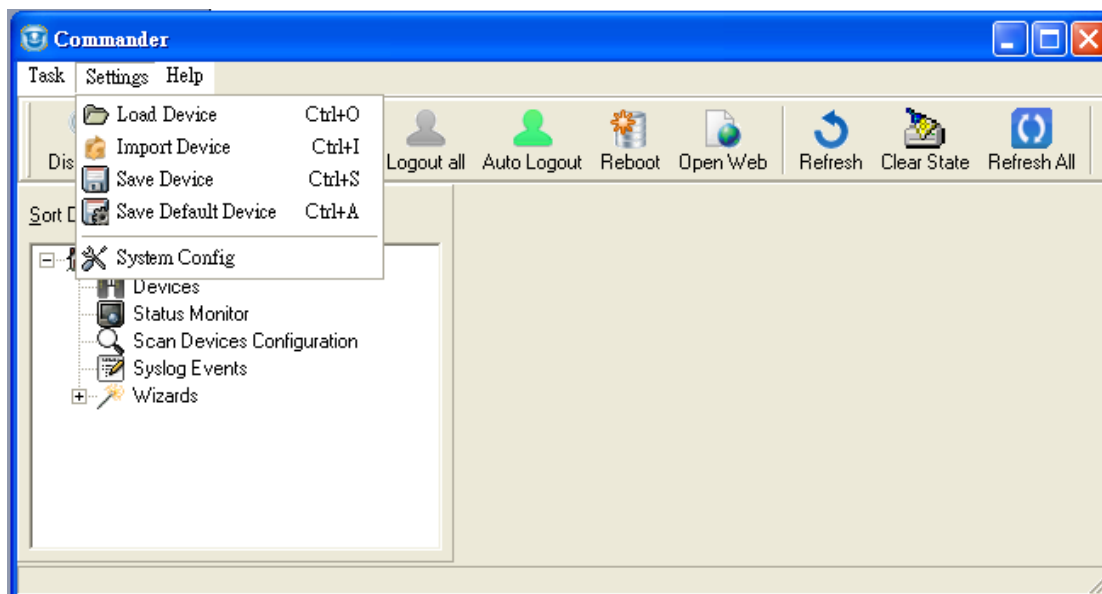 Commander
Task Settings Help
Load Device Ctrl+O
Import Device Ctrl+I
Save Device Ctrl+S
Save Default Device Ctrl+A
System Config
Logout all Auto Logout Reboot Open Web Refresh Clear State Refresh All
Sort
Devices
Status Monitor
Scan Devices Configuration
Syslog Events
Wizards